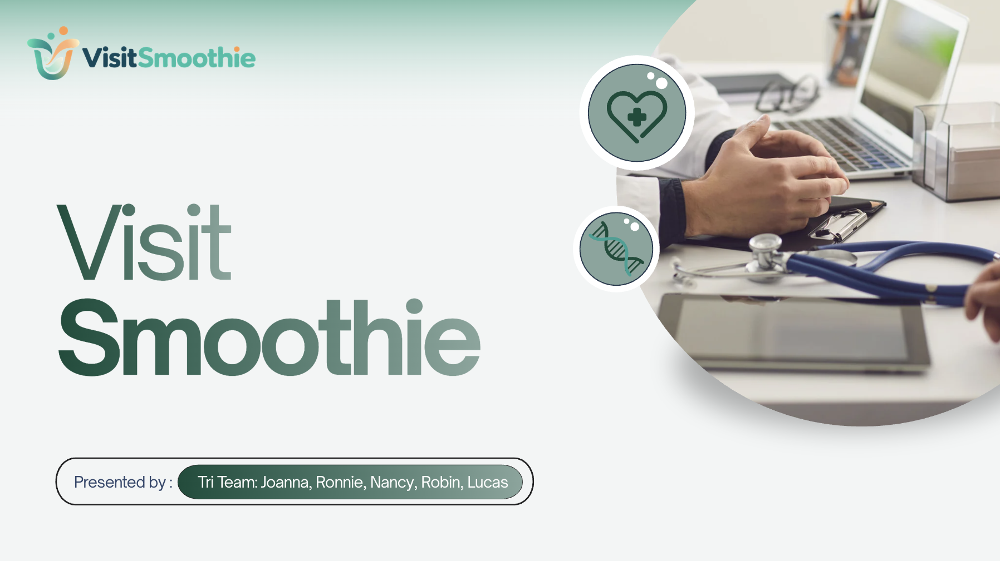 VisitSmoothie
Visit
Smoothie
Presented by : Tri Team: Joanna, Ronnie, Nancy, Robin, Lucas